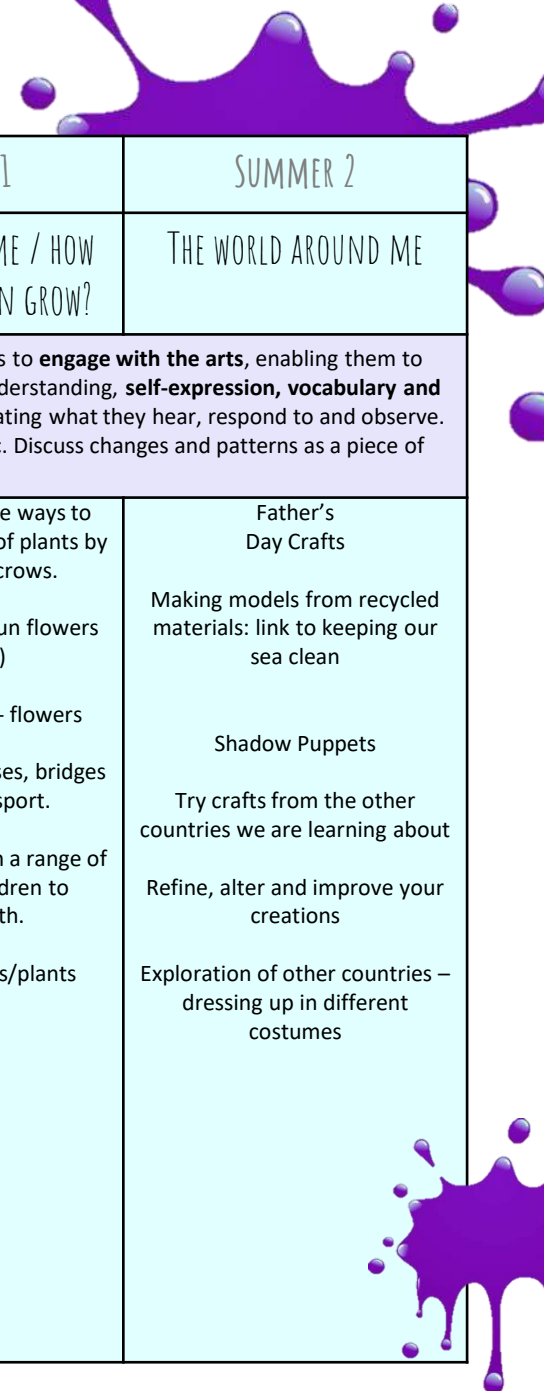 1
SUMMER 2
ME / HOW
N GROW?
THE WORLD AROUND ME
s to engage with the arts, enabling them to
derstanding, self-expression, vocabulary and
ating what they hear, respond to and observe.
. Discuss changes and patterns as a piece of
e ways to
of plants by
crows.
un flowers
)
- flowers
ses, bridges
sport.
n a range of
dren to
th.
s/plants
Father's
Day Crafts
Making models from recycled
materials: link to keeping our
sea clean
Shadow Puppets
Try crafts from the other
countries we are learning about
Refine, alter and improve your
creations
Exploration of other countries –
dressing up in different
costumes